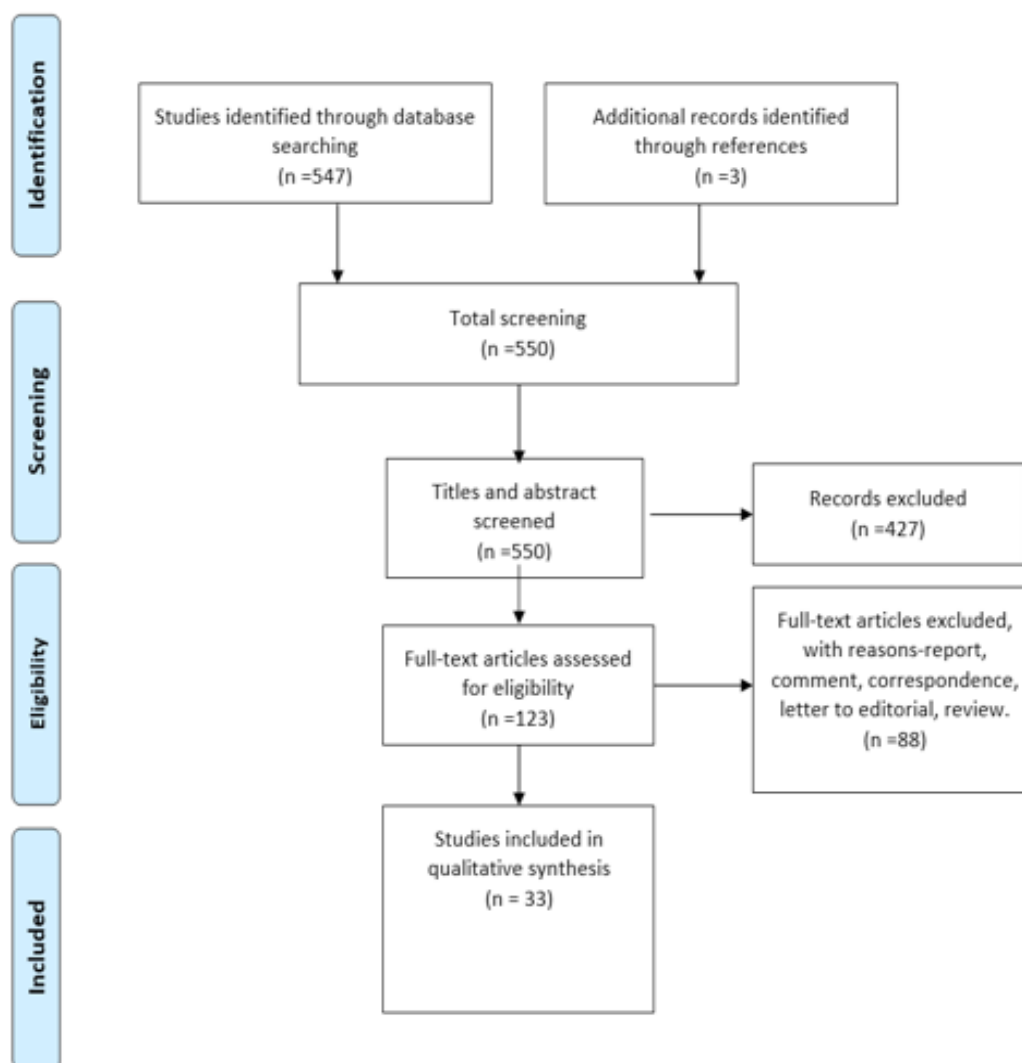 Identification
Studies identified through database
searching
(n =547)
Additional records identified
through references
(n =3)
Screening
Total screening
(n =550)
Titles and abstract
screened
(n =550)
Records excluded
(n =427)
Eligibility
Full-text articles assessed
for eligibility
(n =123)
Full-text articles excluded,
with reasons-report,
comment, correspondence,
letter to editorial, review.
(n =88)
Included
Studies included in
qualitative synthesis
(n = 33)